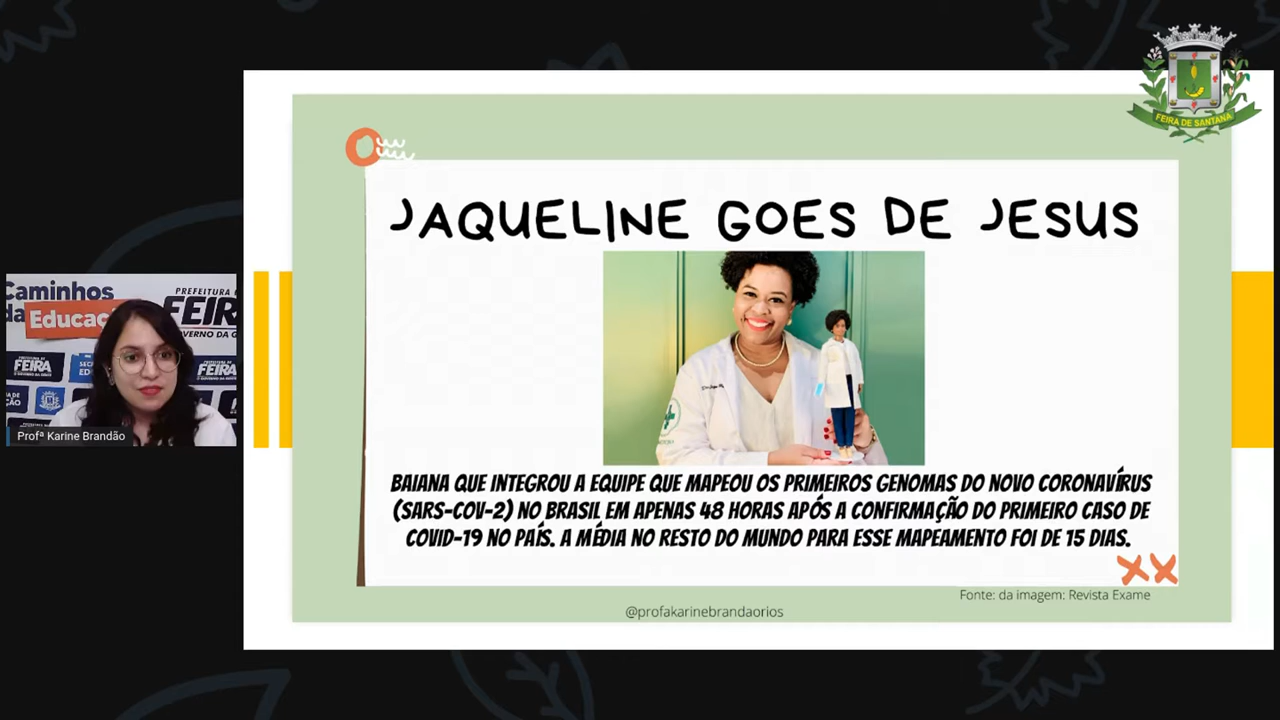 FEIRA DE SANTANA
JAQUELINE GOES DE JESUS
Caminhos
da Educaç
PREFEITURA
FEIRA
Profª Karine Brandão
BAIANA QUE INTEGROU A EQUIPE QUE MAPEOU OS PRIMEIROS GENOMAS DO NOVO CORONAVÍRUS
(SARS-COV-2) NO BRASIL EM APENAS 48 HORAS APÓS A CONFIRMAÇÃO DO PRIMEIRO CASO DE
COVID-19 NO PAÍS. A MÉDIA NO RESTO DO MUNDO PARA ESSE MAPEAMENTO FOI DE 15 DIAS.
Fonte: da imagem: Revista Exame
@profakarinebrandaorios